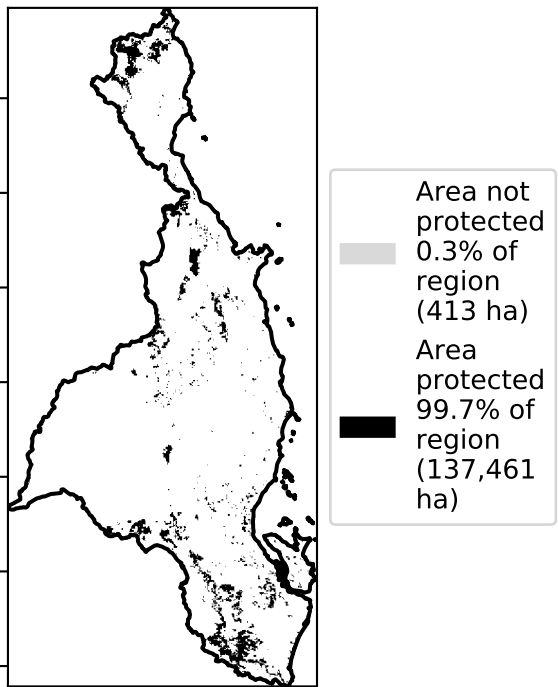 Area not
protected
0.3% of
region
(413 ha)
Area
protected
99.7% of
region
(137,461
ha)